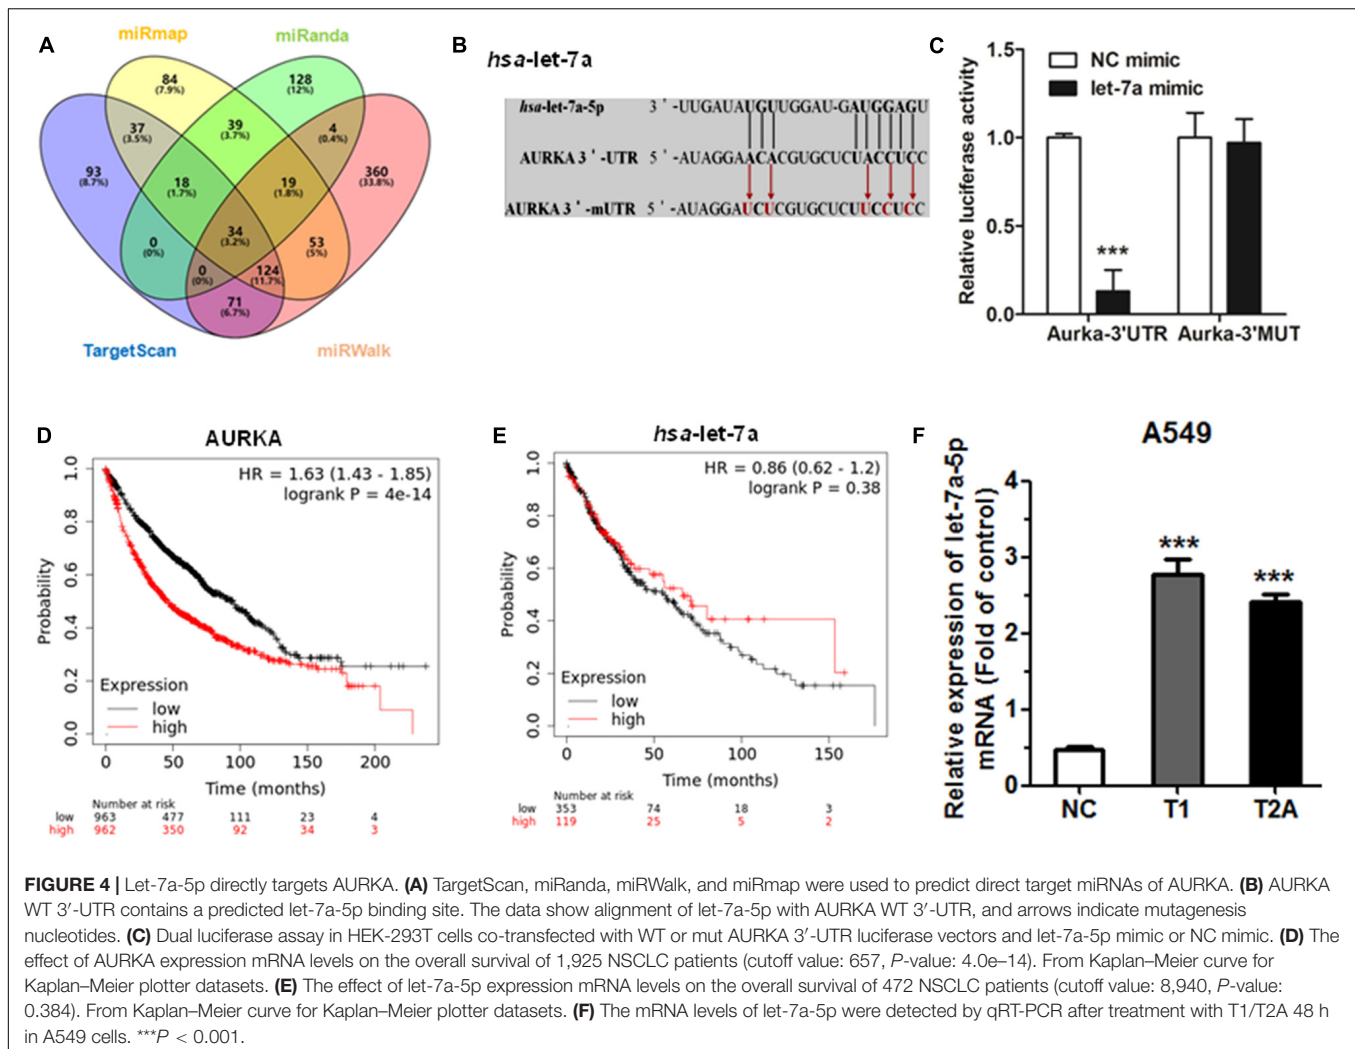 A
miRmap
miRanda
84
(7.9%)
128
(12%)
37
(3.5%)
39
(3.7%)
4
(0.4%)
93
(8.7%)
18
(1.7%)
19
(1.8%)
360
(33.8%)
34
(3.2%)
0
(0%)
53
(5%)
0
(0%)
124
(11.7%)
71
(6.7%)
TargetScan
miRWalk
B
hsa-let-7a
hsa-let-7a-5p 3 '-UUGAUAUGUUGGAU-GAUGGAGU
AURKA 3 '-UTR 5 '-AUAGGAACACGUGCUCUACCUCC
AURKA 3 '-mUTR 5 '-AUAGGAUCUCGUGCUCUUCCUCC
C
NC mimic
let-7a mimic
Relative luciferase activity
1.5
1.0
0.5
0.0
***
Aurka-3'UTR Aurka-3'MUT
D
AURKA
HR = 1.63 (1.43 - 1.85)
logrank P = 4e-14
Probability
1.0
0.8
0.6
0.4
0.2
0.0
Expression
low
high
0 50 100 150 200
Time (months)
Number at risk
low 963 477 111 23 4
high 962 350 92 34 3
E
hsa-let-7a
HR = 0.86 (0.62 - 1.2)
logrank P = 0.38
Probability
1.0
0.8
0.6
0.4
0.2
0.0
Expression
low
high
0 50 100 150
Time (months)
Number at risk
low 353 74 18 3
high 119 25 5 2
F
A549
Relative expression of let-7a-5p
mRNA (Fold of control)
4
3
2
1
0
***
***
NC T1 T2A
FIGURE 4 | Let-7a-5p directly targets AURKA. (A) TargetScan, miRanda, miRWalk, and miRmap were used to predict direct target miRNAs of AURKA. (B) AURKA
WT 3′-UTR contains a predicted let-7a-5p binding site. The data show alignment of let-7a-5p with AURKA WT 3′-UTR, and arrows indicate mutagenesis
nucleotides. (C) Dual luciferase assay in HEK-293T cells co-transfected with WT or mut AURKA 3′-UTR luciferase vectors and let-7a-5p mimic or NC mimic. (D) The
effect of AURKA expression mRNA levels on the overall survival of 1,925 NSCLC patients (cutoff value: 657, P-value: 4.0e–14). From Kaplan–Meier curve for
Kaplan–Meier plotter datasets. (E) The effect of let-7a-5p expression mRNA levels on the overall survival of 472 NSCLC patients (cutoff value: 8,940, P-value:
0.384). From Kaplan–Meier curve for Kaplan–Meier plotter datasets. (F) The mRNA levels of let-7a-5p were detected by qRT-PCR after treatment with T1/T2A 48 h
in A549 cells. ***P < 0.001.